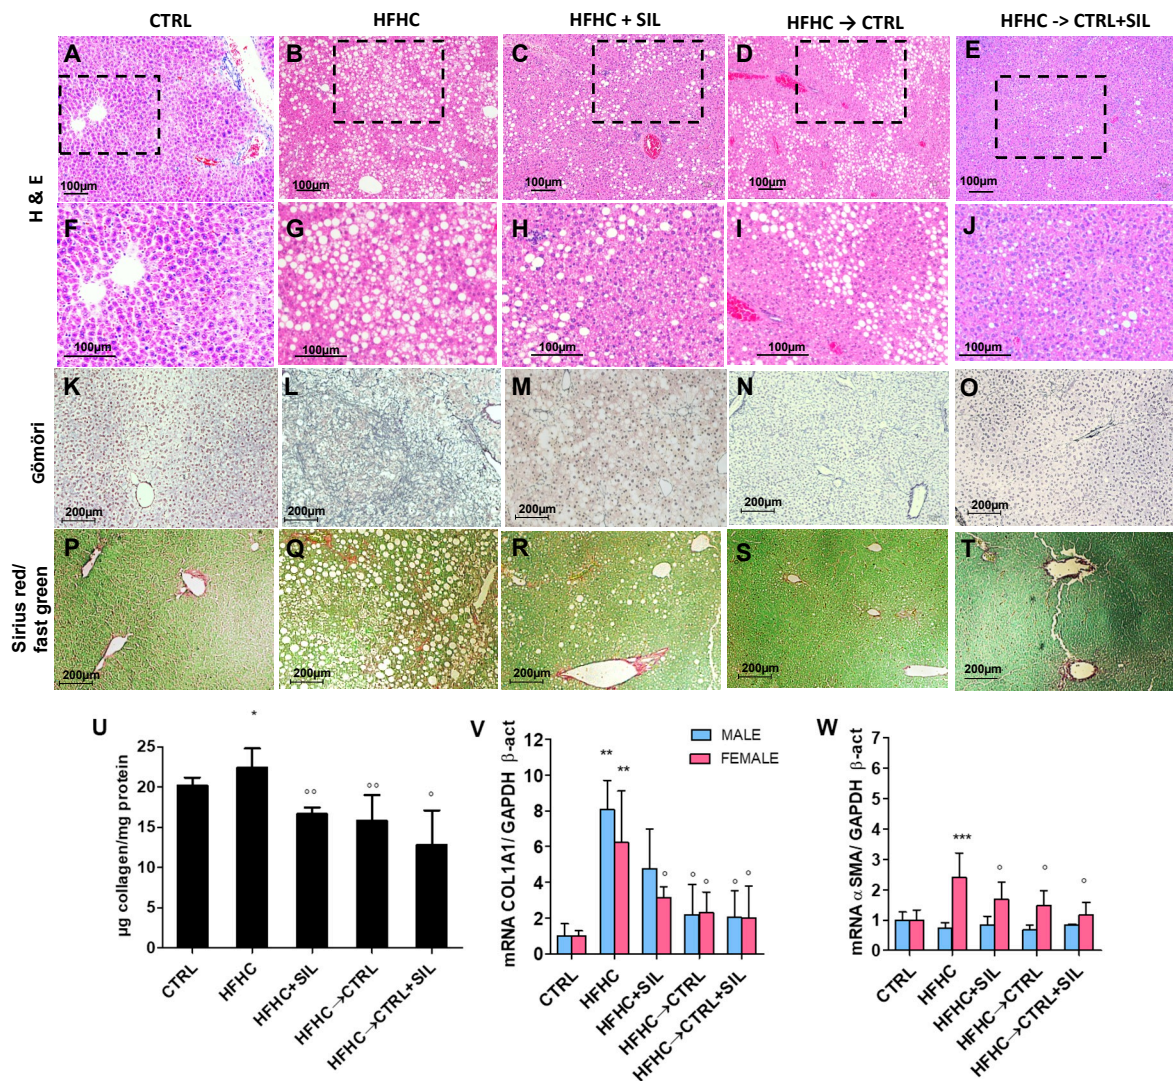 CTRL HFHC HFHC + SIL HFHC → CTRL HFHC -> CTRL+SIL
H & E
A B C D E
100µm 100µm 100µm 100µm 100µm
F G H I J
100µm 100µm 100µm 100µm 100µm
Gömöri
K L M N O
200µm 200µm 200µm 200µm 200µm
Sirius red/
fast green
P Q R S T
200µm 200µm 200µm 200µm 200µm
U
µg collagen/mg protein
25
20
15
10
5
0
* °° °° °
CTRL
HFHC
HFHC+SIL
HFHC→CTRL
HFHC→CTRL+SIL
V
mRNA COL1A1/ GAPDH β-act
12
10
8
6
4
2
0
** ** ° ° ° ° °
MALE
FEMALE
CTRL
HFHC
HFHC+SIL
HFHC→CTRL
HFHC→CTRL+SIL
W
mRNA α SMA/ GAPDH β-act
7
6
5
4
3
2
1
0
*** ° ° °
CTRL
HFHC
HFHC+SIL
HFHC→CTRL
HFHC→CTRL+SIL